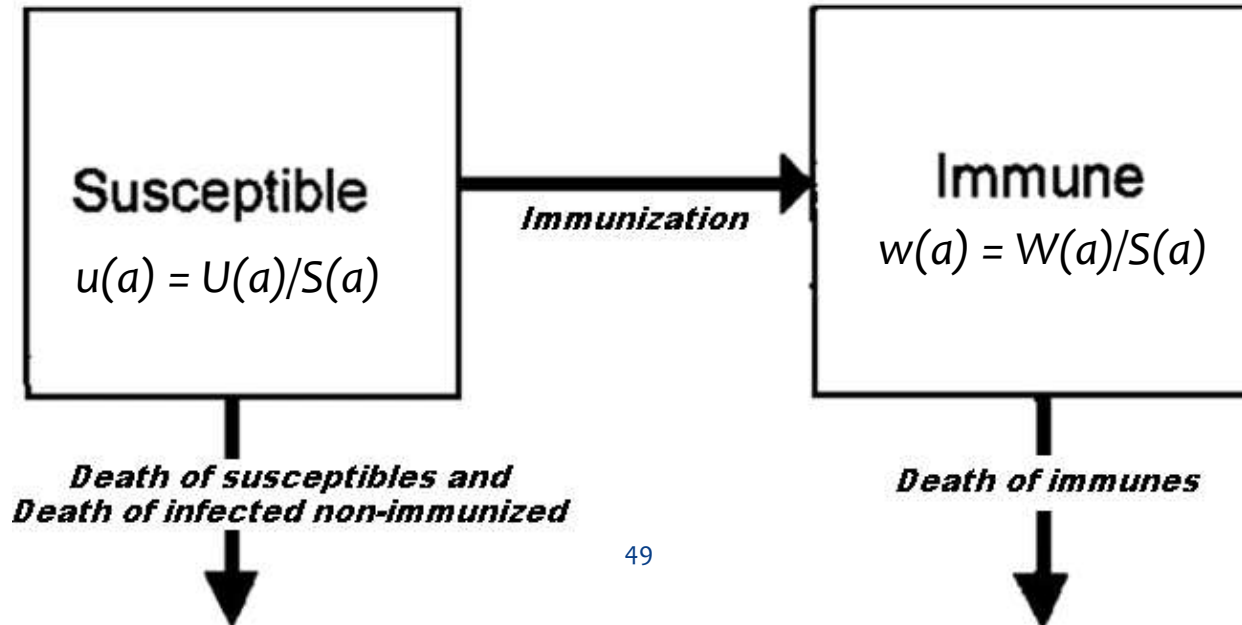 Susceptible
u(a) = U(a)/S(a)
Immunization
Immune
w(a) = W(a)/S(a)
Death of susceptibles and
Death of infected non-immunized
Death of immunes
49